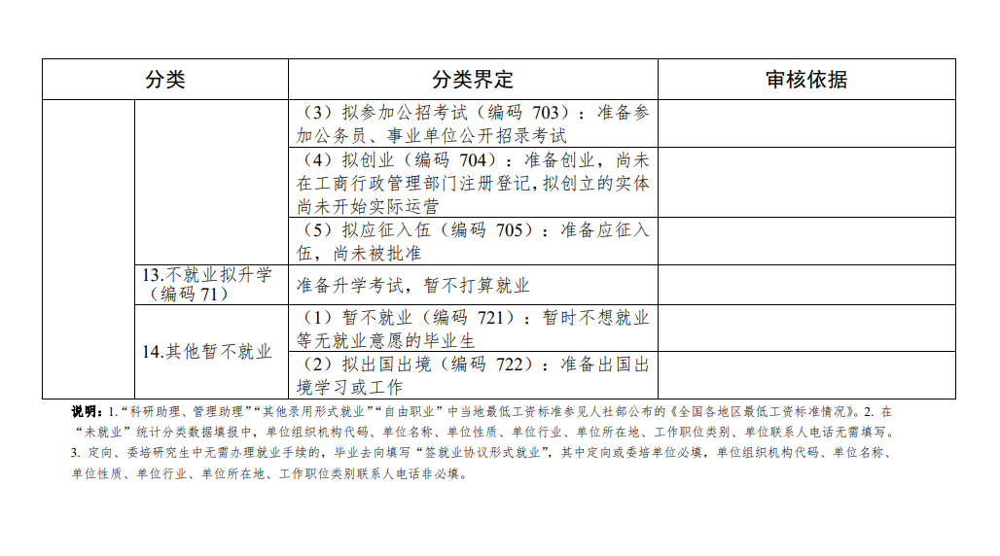 分类 分类界定 审核依据
（3）拟参加公招考试（编码 703）：准备参
加公务员、事业单位公开招录考试
（4）拟创业（编码 704）：准备创业，尚未
在工商行政管理部门注册登记，拟创立的实体
尚未开始实际运营
（5）拟应征入伍（编码 705）：准备应征入
伍，尚未被批准
13.不就业拟升学
（编码 71）
准备升学考试，暂不打算就业
14.其他暂不就业
（1）暂不就业（编码 721）：暂时不想就业
等无就业意愿的毕业生
（2）拟出国出境（编码 722）：准备出国出
境学习或工作
说明：1.“科研助理、管理助理”“其他录用形式就业”“自由职业”中当地最低工资标准参见人社部公布的《全国各地区最低工资标准情况》。2. 在
“未就业”统计分类数据填报中，单位组织机构代码、单位名称、单位性质、单位行业、单位所在地、工作职位类别、单位联系人电话无需填写。
3. 定向、委培研究生中无需办理就业手续的，毕业去向填写“签就业协议形式就业”，其中定向或委培单位必填，单位组织机构代码、单位名称、
单位性质、单位行业、单位所在地、工作职位类别联系人电话非必填。